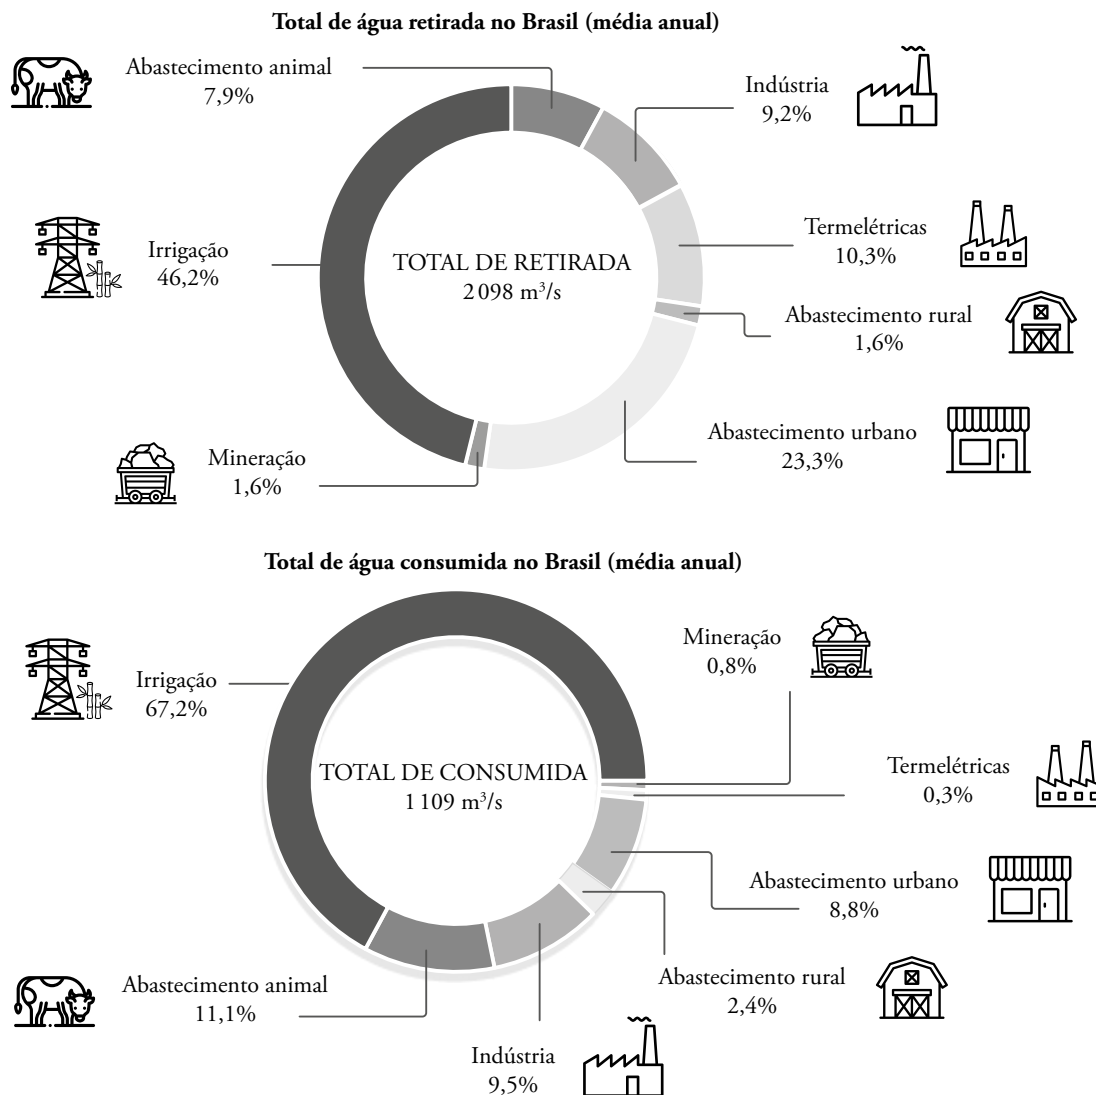 Total de água retirada no Brasil (média anual)
Abastecimento animal
7,9%
Indústria
9,2%
Termelétricas
10,3%
Irrigação
46,2%
TOTAL DE RETIRADA
2 098 m³/s
Abastecimento rural
1,6%
Abastecimento urbano
23,3%
Mineração
1,6%
Total de água consumida no Brasil (média anual)
Mineração
0,8%
Irrigação
67,2%
TOTAL DE CONSUMIDA
1 109 m³/s
Termelétricas
0,3%
Abastecimento urbano
8,8%
Abastecimento rural
2,4%
Abastecimento animal
11,1%
Indústria
9,5%